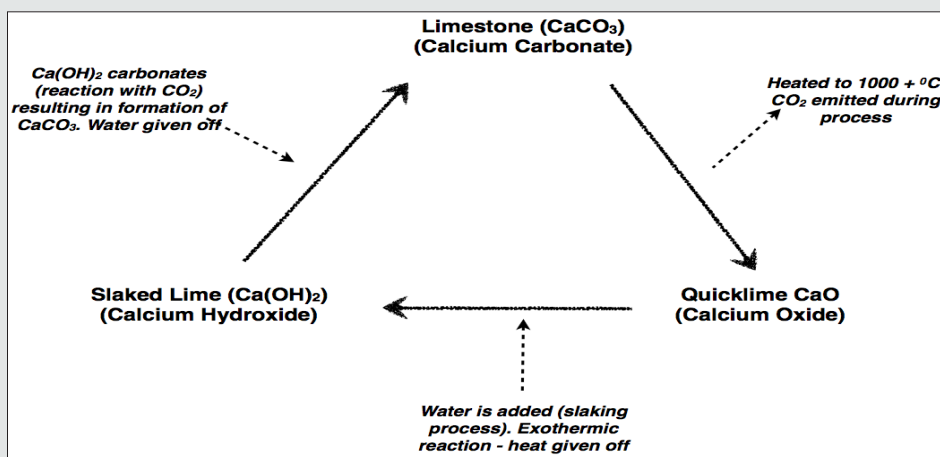 Limestone (CaCO₃)
(Calcium Carbonate)
Ca(OH)₂ carbonates
(reaction with CO₂)
resulting in formation of
CaCO₃. Water given off
Heated to 1000 + ⁰C
CO₂ emitted during
process
Slaked Lime (Ca(OH)₂)
(Calcium Hydroxide)
Quicklime CaO
(Calcium Oxide)
Water is added (slaking
process). Exothermic
reaction - heat given off